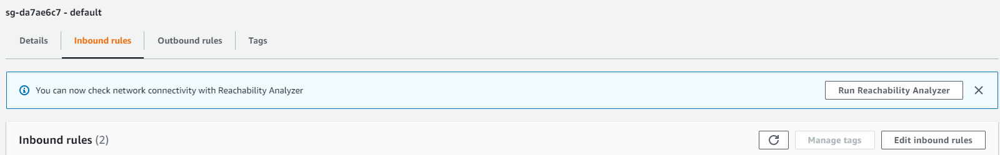 sg-da7ae6c7 - default
Details Inbound rules Outbound rules Tags
You can now check network connectivity with Reachability Analyzer Run Reachability Analyzer
Inbound rules (2) Manage tags Edit inbound rules